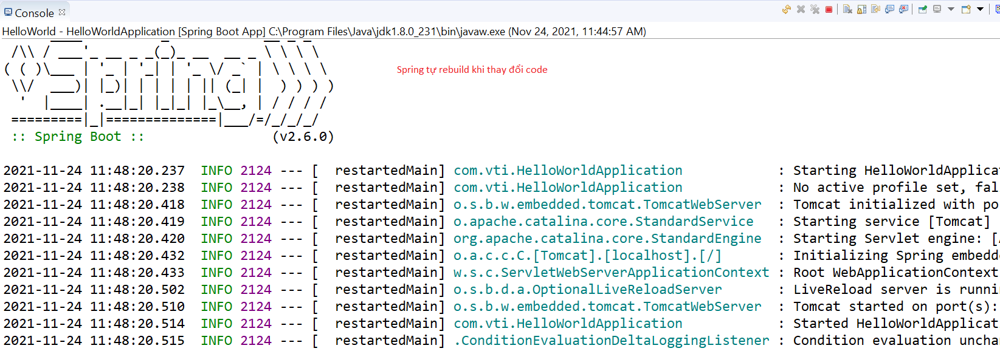 Console
HelloWorld - HelloWorldApplication [Spring Boot App] C:\Program Files\Java\jdk1.8.0_231\bin\javaw.exe (Nov 24, 2021, 11:44:57 AM)
 /\\ / ___'_ __ _ _(_)_ __  __ _ \ \ \ \
( ( )\___ | '_ | '_| | '_ \/ _` | \ \ \ \
Spring tự rebuild khi thay đổi code
 \\/  ___)| |_)| | | | | || (_| |  ) ) ) )
  '  |____| .__|_| |_|_| |_\__, | / / / /
 =========|_|==============|___/=/_/_/_/
 :: Spring Boot ::                (v2.6.0)
2021-11-24 11:48:20.237  INFO 2124 --- [  restartedMain] com.vti.HelloWorldApplication            : Starting HelloWorldApplicat
2021-11-24 11:48:20.238  INFO 2124 --- [  restartedMain] com.vti.HelloWorldApplication            : No active profile set, fal
2021-11-24 11:48:20.418  INFO 2124 --- [  restartedMain] o.s.b.w.embedded.tomcat.TomcatWebServer  : Tomcat initialized with po
2021-11-24 11:48:20.419  INFO 2124 --- [  restartedMain] o.apache.catalina.core.StandardService   : Starting service [Tomcat]
2021-11-24 11:48:20.420  INFO 2124 --- [  restartedMain] org.apache.catalina.core.StandardEngine  : Starting Servlet engine: [
2021-11-24 11:48:20.432  INFO 2124 --- [  restartedMain] o.a.c.c.C.[Tomcat].[localhost].[/]       : Initializing Spring embedd
2021-11-24 11:48:20.433  INFO 2124 --- [  restartedMain] w.s.c.ServletWebServerApplicationContext : Root WebApplicationContext
2021-11-24 11:48:20.502  INFO 2124 --- [  restartedMain] o.s.b.d.a.OptionalLiveReloadServer       : LiveReload server is runni
2021-11-24 11:48:20.510  INFO 2124 --- [  restartedMain] o.s.b.w.embedded.tomcat.TomcatWebServer  : Tomcat started on port(s):
2021-11-24 11:48:20.514  INFO 2124 --- [  restartedMain] com.vti.HelloWorldApplication            : Started HelloWorldApplicati
2021-11-24 11:48:20.515  INFO 2124 --- [  restartedMain] .ConditionEvaluationDeltaLoggingListener : Condition evaluation uncha